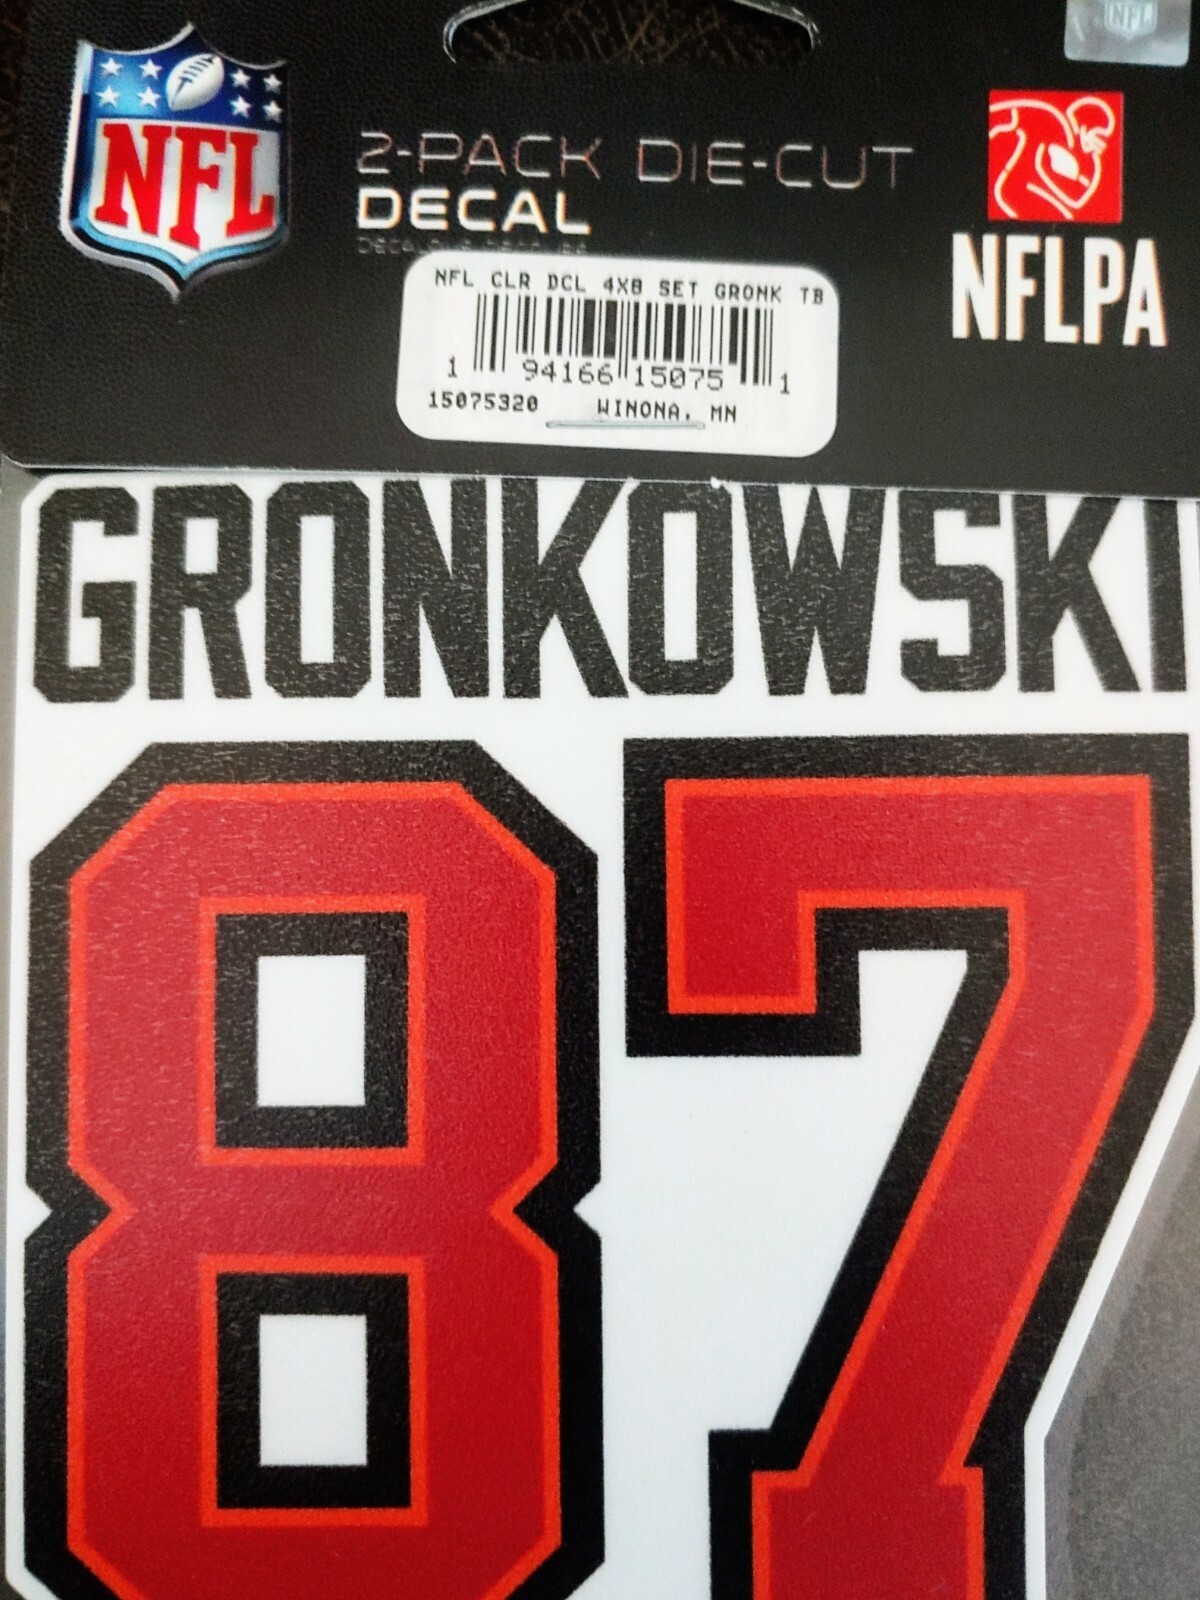 NFL
2-PACK DIE-CUT
DECAL
NFL
NFLPA
NFL CLR DCL 4X8 SET GRONK TB
1 94166 15075 1
15075320 WINONA, MN
GRONKOWSKI
87